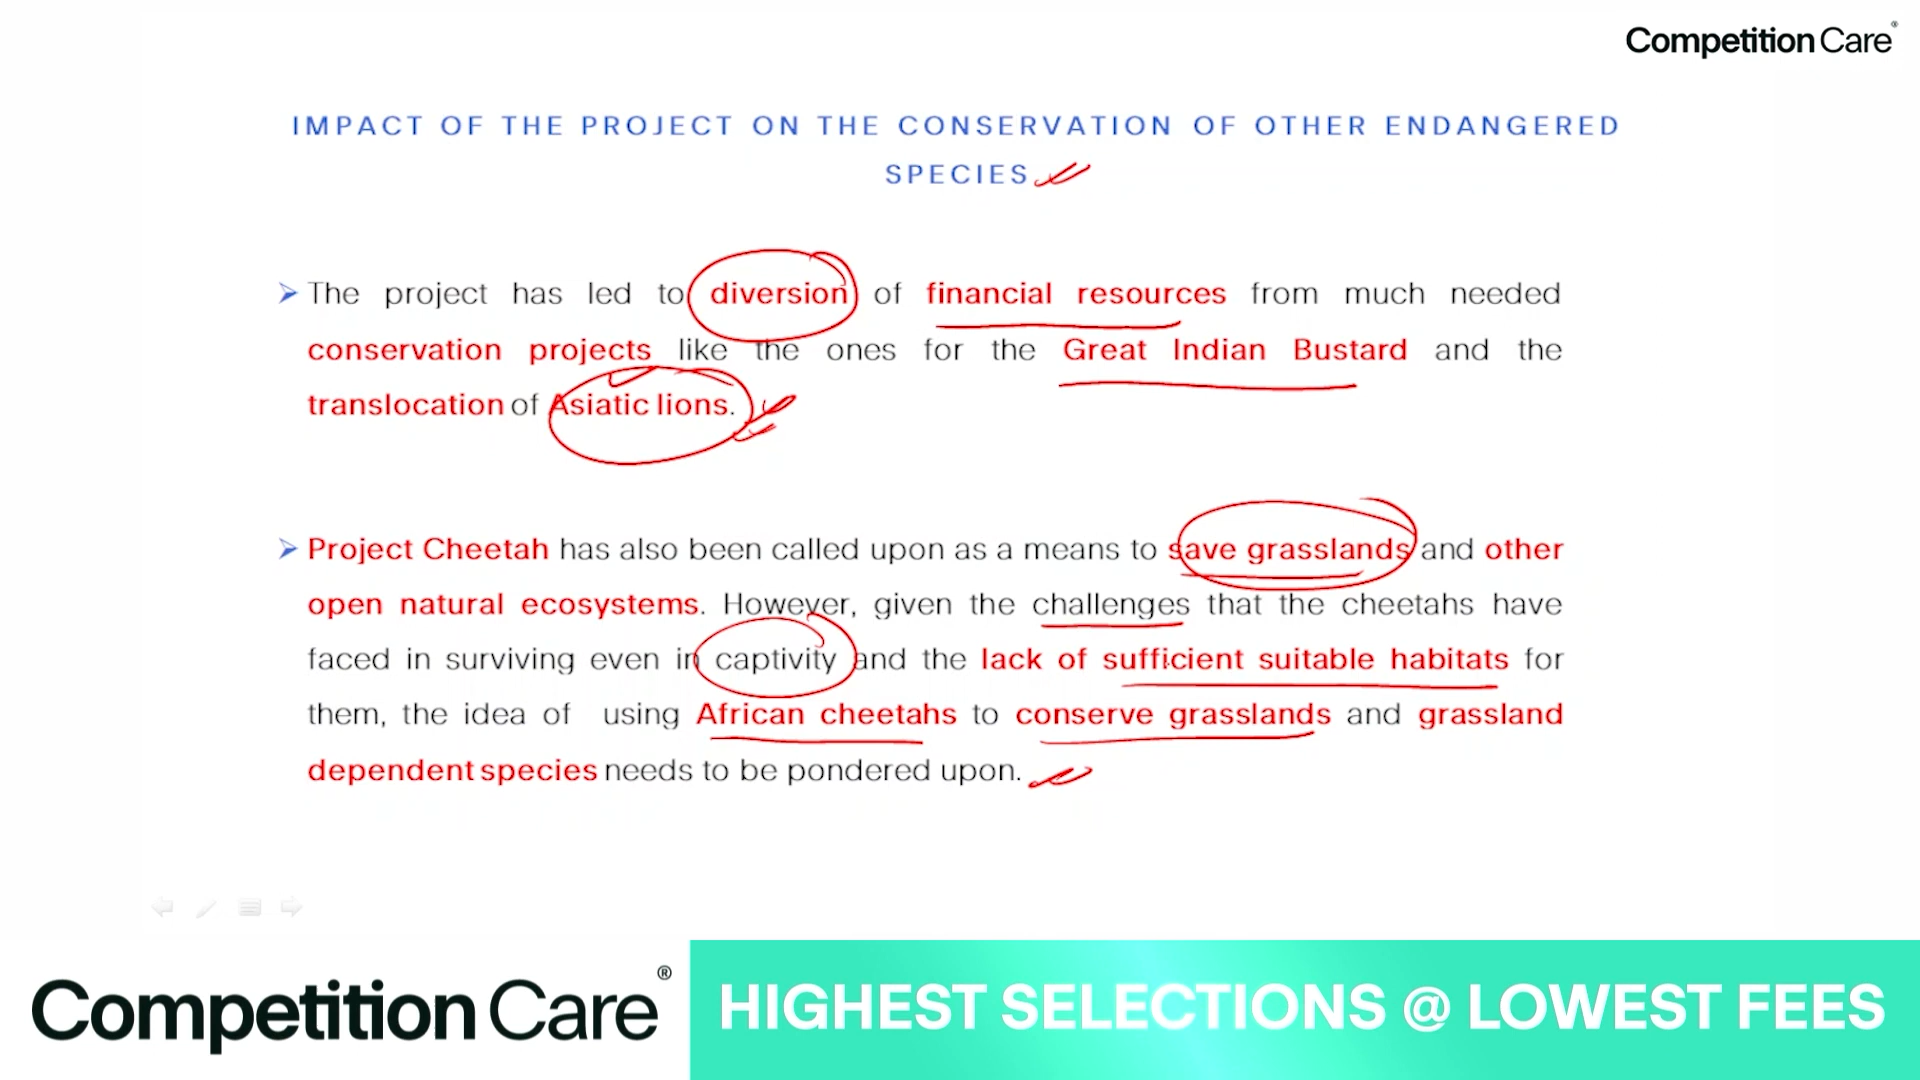 Competition Care®
IMPACT OF THE PROJECT ON THE CONSERVATION OF OTHER ENDANGERED
SPECIES
➢ The project has led to diversion of financial resources from much needed
conservation projects like the ones for the Great Indian Bustard and the
translocation of Asiatic lions.
➢ Project Cheetah has also been called upon as a means to save grasslands and other
open natural ecosystems. However, given the challenges that the cheetahs have
faced in surviving even in captivity and the lack of sufficient suitable habitats for
them, the idea of using African cheetahs to conserve grasslands and grassland
dependent species needs to be pondered upon.
Competition Care®
HIGHEST SELECTIONS @ LOWEST FEES